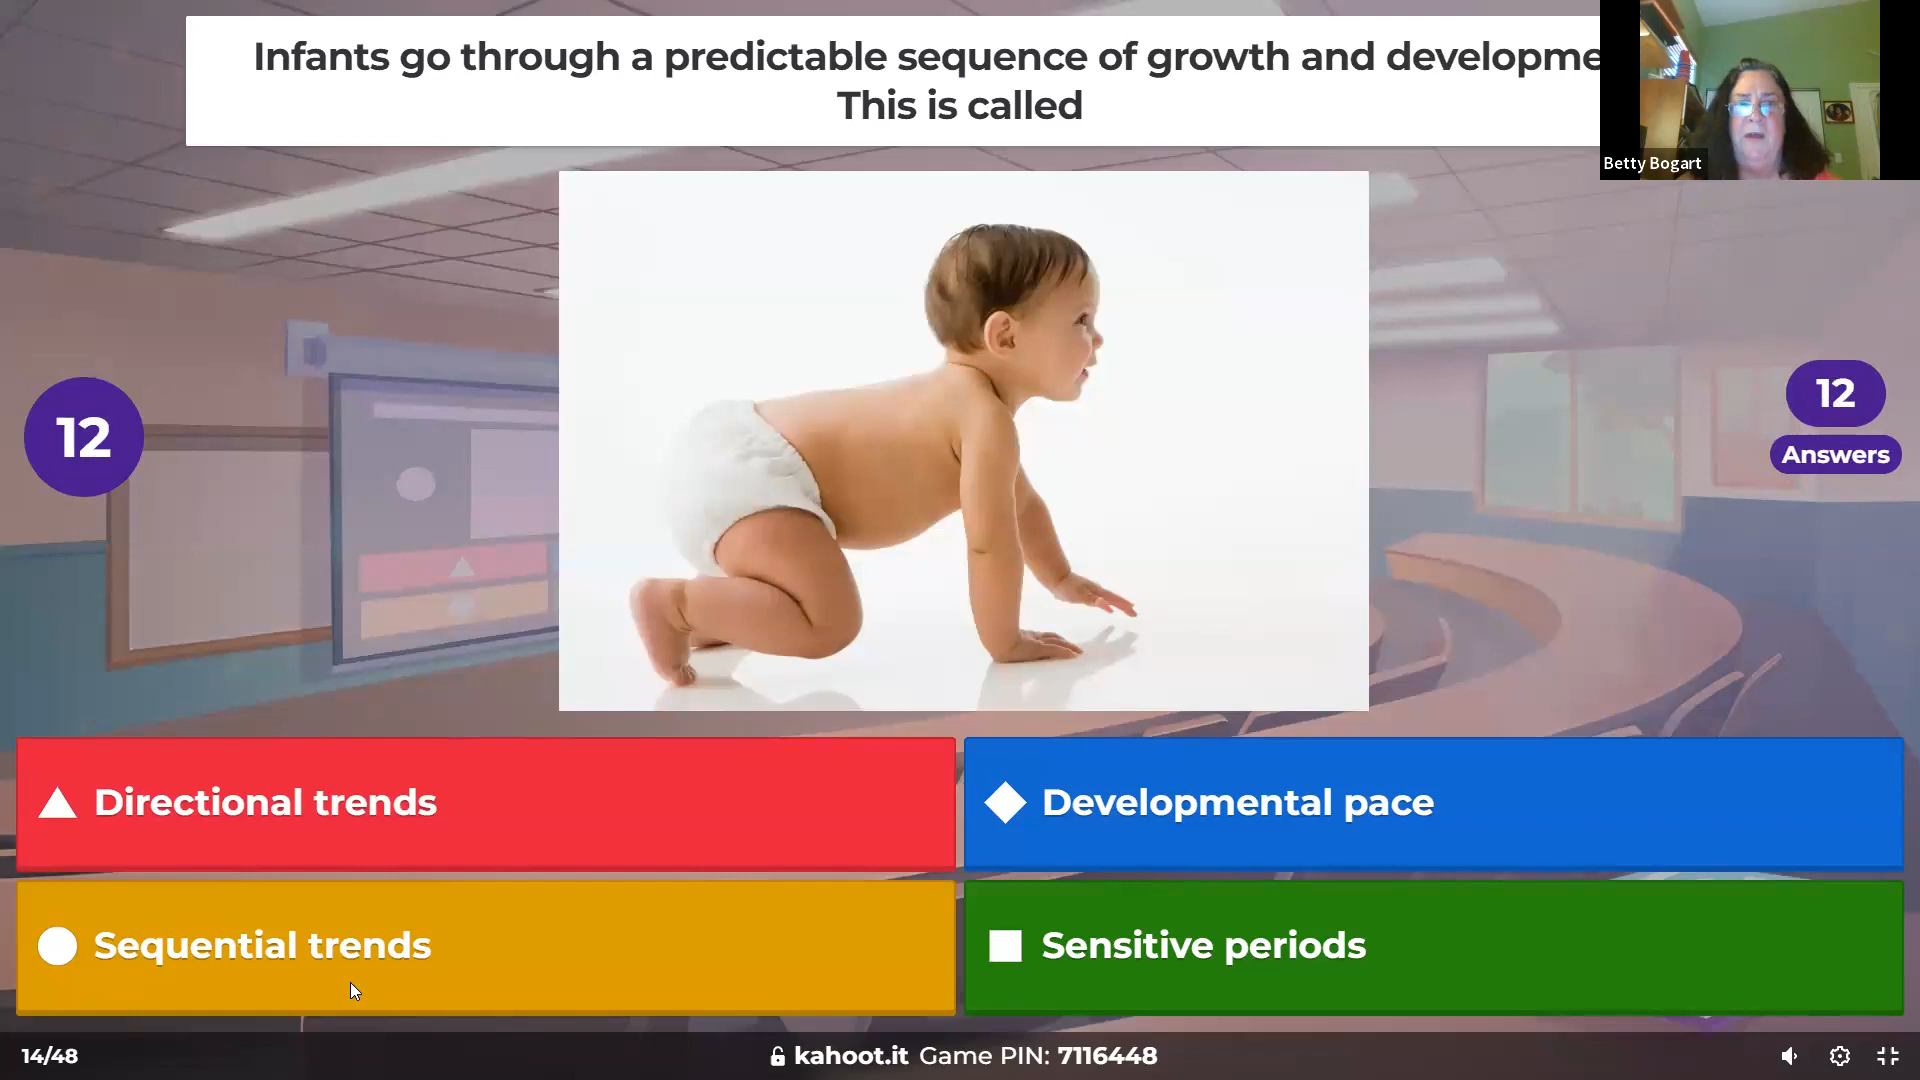 Infants go through a predictable sequence of growth and developme
This is called
Betty Bogart
12
12
Answers
Directional trends
Developmental pace
Sequential trends
Sensitive periods
14/48
kahoot.it Game PIN: 7116448